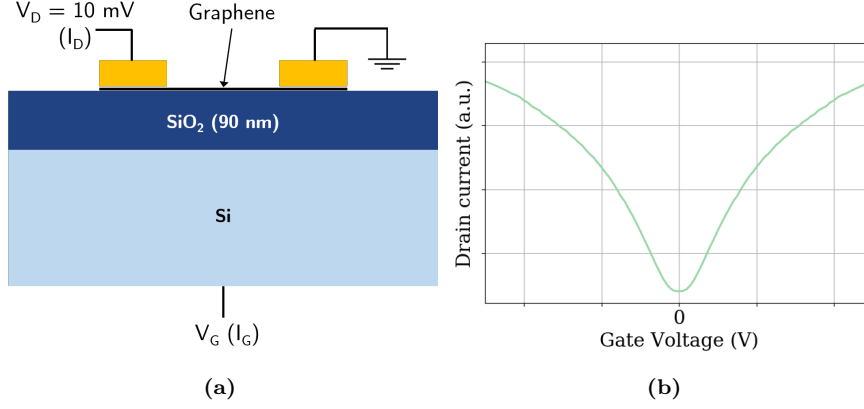 V_D = 10 mV
(I_D)
Graphene
SiO₂ (90 nm)
Si
V_G (I_G)
(a)
Drain current (a.u.)
0
Gate Voltage (V)
(b)